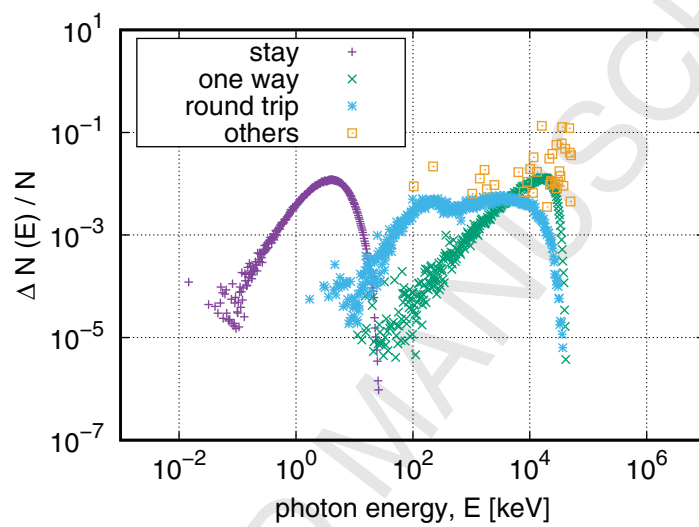 stay
one way
round trip
others
10^1
10^-1
10^-3
10^-5
10^-7
Δ N (E) / N
10^-2 10^0 10^2 10^4 10^6
photon energy, E [keV]
MANUSC